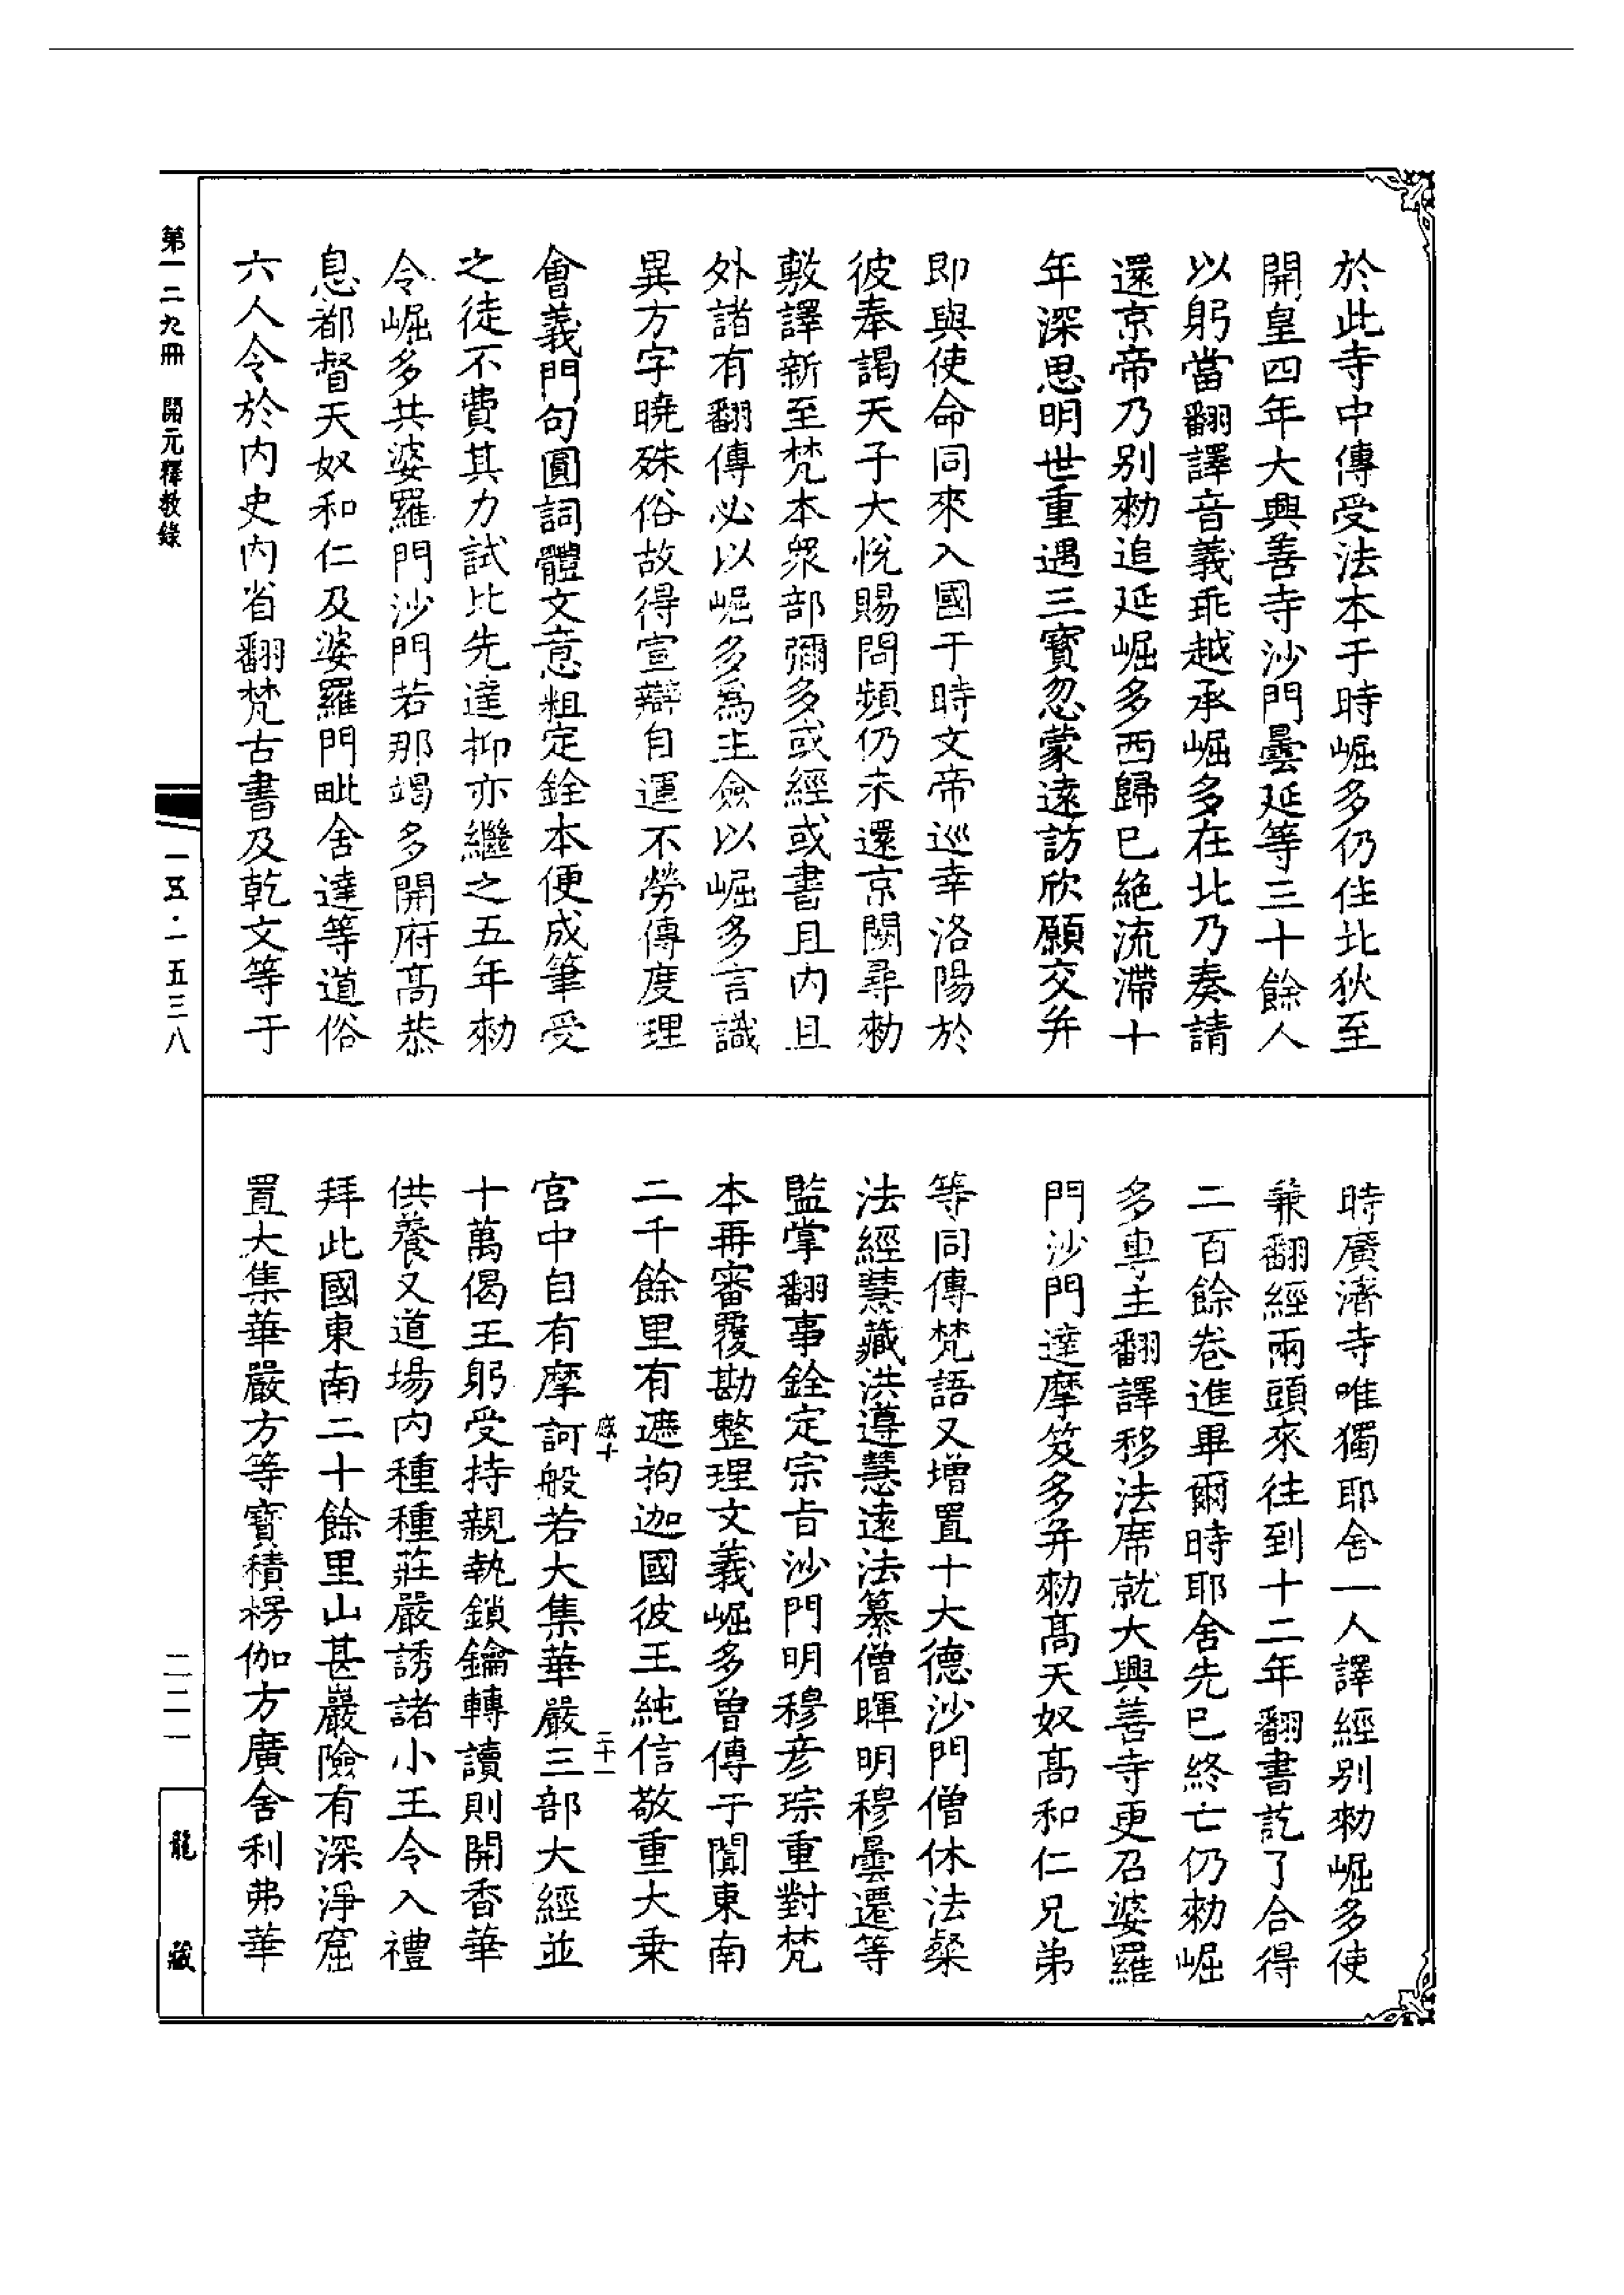 於此寺中傳受法本于時崛多仍住北狄至
開皇四年大興善寺沙門曇延等三十餘人
以躬當翻譯音義乖越承崛多在北乃奏請
還京帝乃別勑追延崛多西歸已絕流滯十
年深思明世重遇三寶忽蒙遠訪欣願交并
即與使命同來入國于時文帝巡幸洛陽於
彼奉謁天子大悅賜問頻仍未還京闕尋勑
敷譯新至梵本眾部彌多或經或書且內且
外諸有翻傳必以崛多為主僉以崛多言識
異方字曉殊俗故得宣辯自運不勞傳度理
會義門句圓詞體文意粗定銓本便成筆受
之徒不費其力試比先達抑亦繼之五年勑
令崛多共婆羅門沙門若那竭多開府高恭
息都督天奴和仁及婆羅門毗舍達等道俗
六人令於內史內省翻梵古書及乾文等于
時廣濟寺唯獨耶舍一人譯經別勑崛多使
兼翻經兩頭來往到十二年翻書訖了合得
二百餘卷進畢爾時耶舍先已終亡仍勑崛
多專主翻譯移法席就大興善寺更召婆羅
門沙門達摩笈多并勑高天奴高和仁兄弟
等同傳梵語又增置十大德沙門僧休法粲
法經慧藏洪遵慧遠法纂僧暉明穆曇遷等
監掌翻事銓定宗旨沙門明穆彥琮重對梵
本再審覆勘整理文義崛多曾傳于闐東南
二千餘里有遮拘迦國彼王純信敬重大乘
感十 二十一
宮中自有摩訶般若大集華嚴三部大經並
十萬偈王躬受持親執鎖鑰轉讀則開香華
供養又道場內種種莊嚴誘諸小王令入禮
拜此國東南二十餘里山甚巖險有深淨窟
置大集華嚴方等寶積楞伽方廣舍利弗華
第一二九冊 開元釋教錄
一五·一五三八
二二一
龍藏